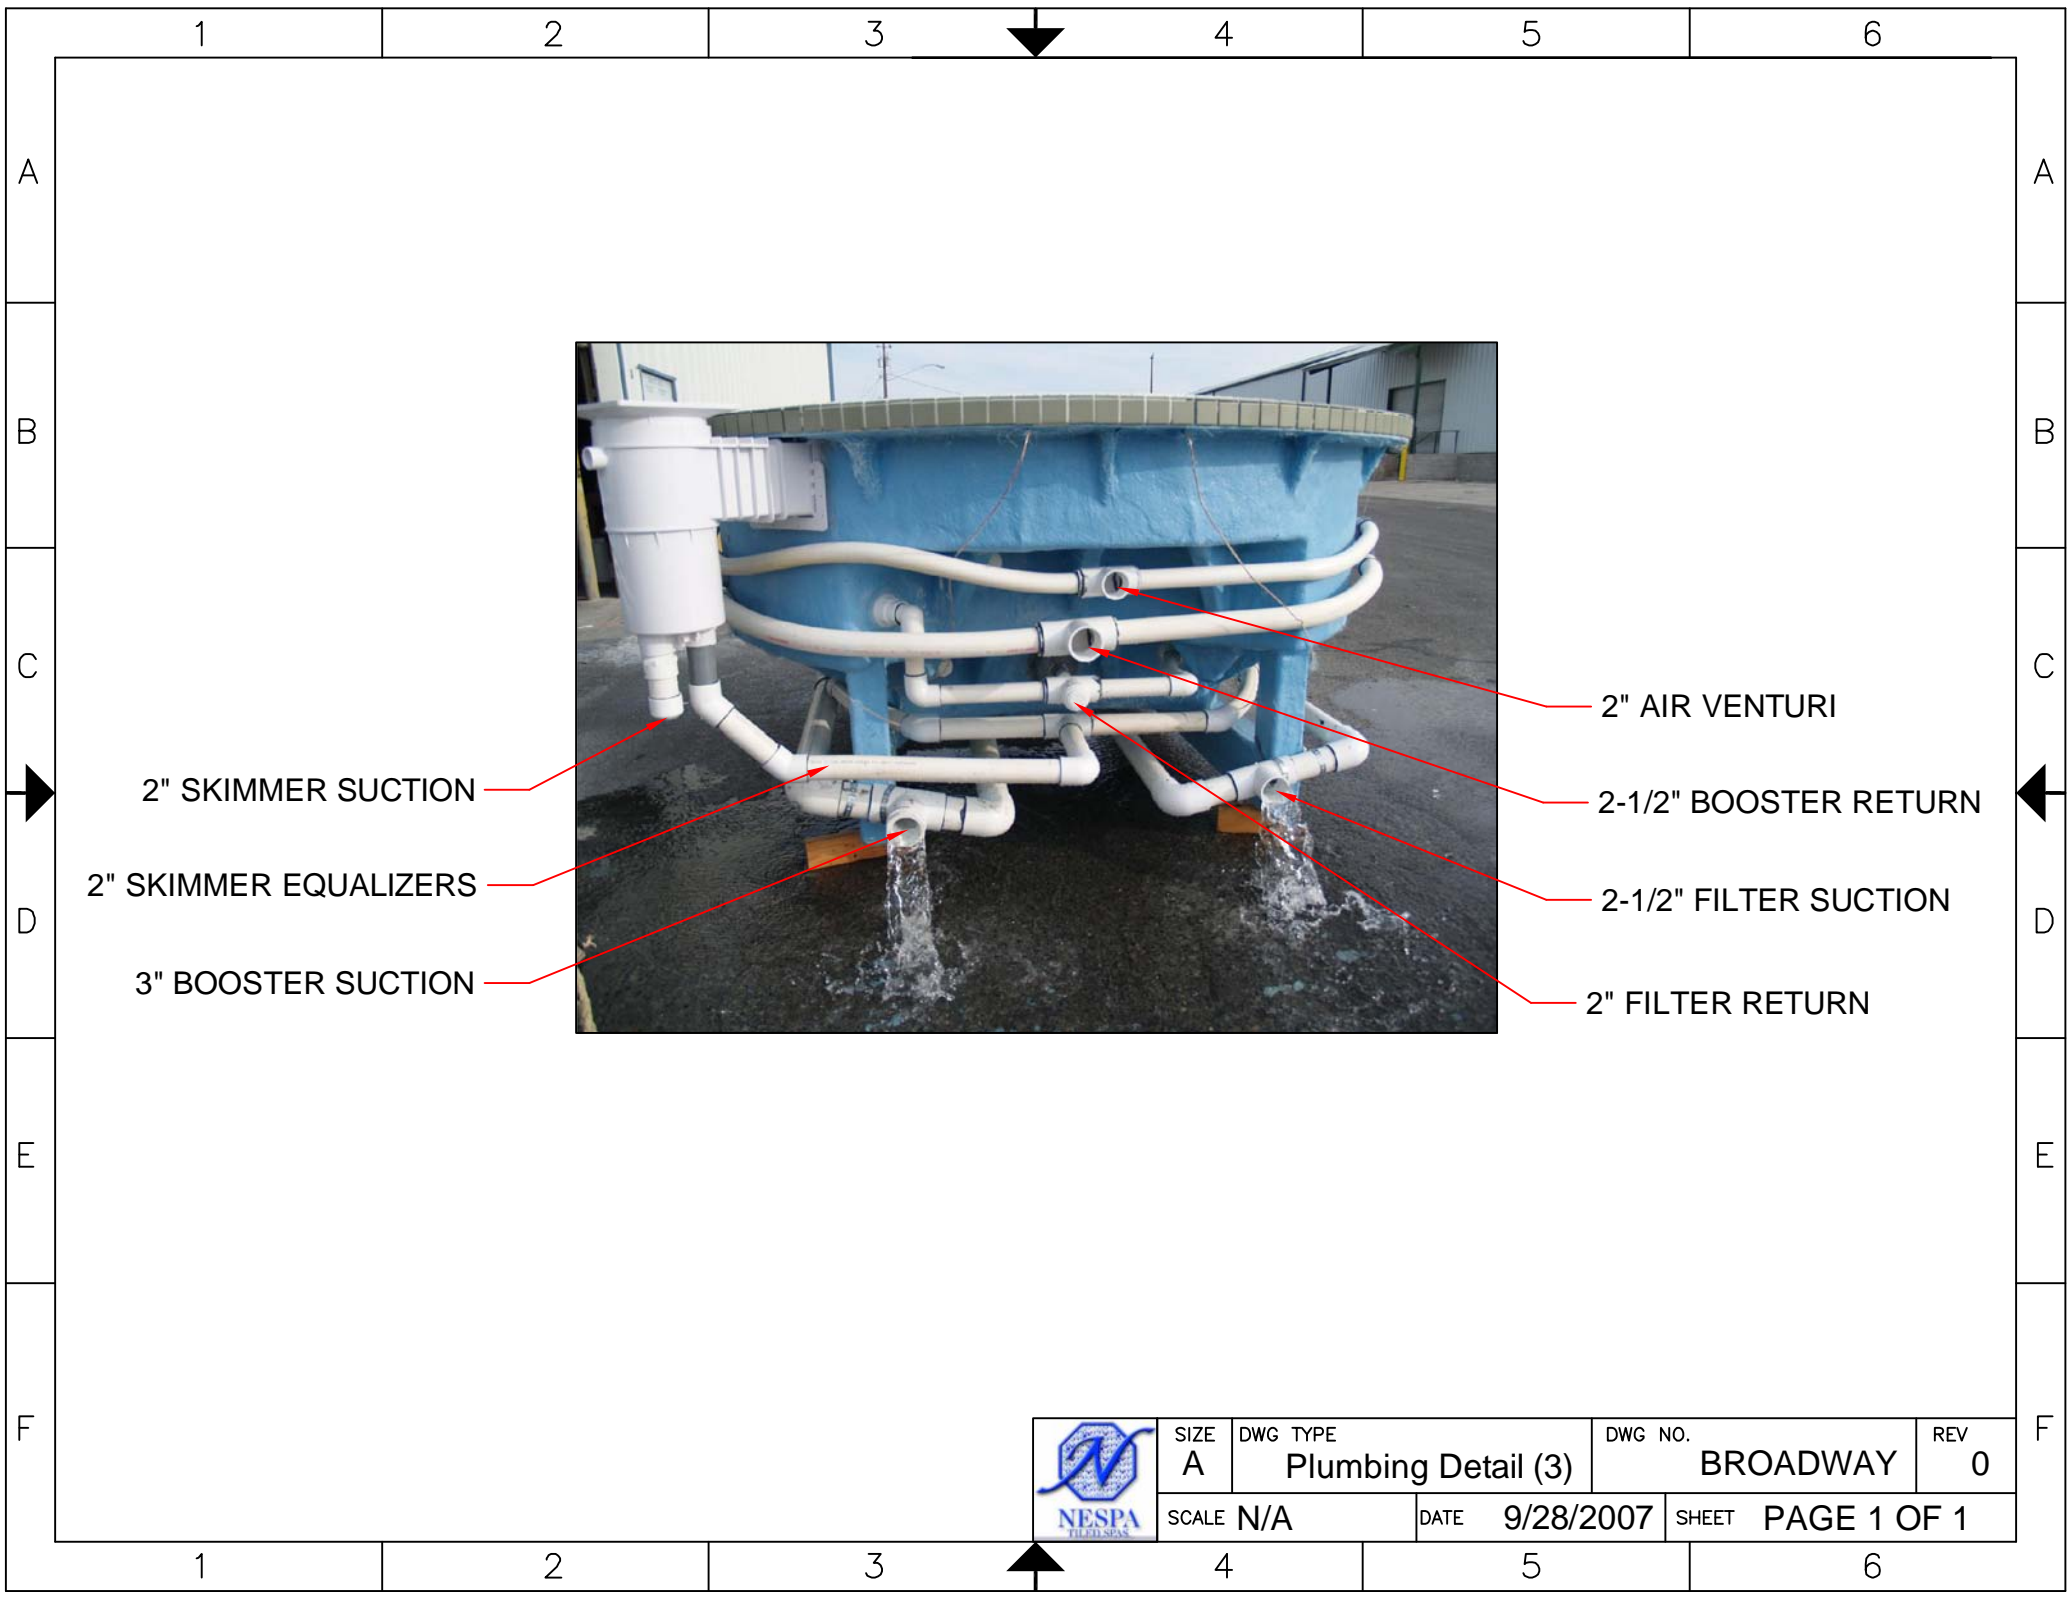 1 2 3 4 5 6
A A
B B
C C
D D
E E
F F
2" SKIMMER SUCTION
2" SKIMMER EQUALIZERS
3" BOOSTER SUCTION
2" AIR VENTURI
2-1/2" BOOSTER RETURN
2-1/2" FILTER SUCTION
2" FILTER RETURN
N
NESPA
TILED SPAS
SIZE
A
DWG TYPE
Plumbing Detail (3)
DWG NO.
BROADWAY
REV
0
SCALE N/A
DATE 9/28/2007
SHEET PAGE 1 OF 1
1 2 3 4 5 6